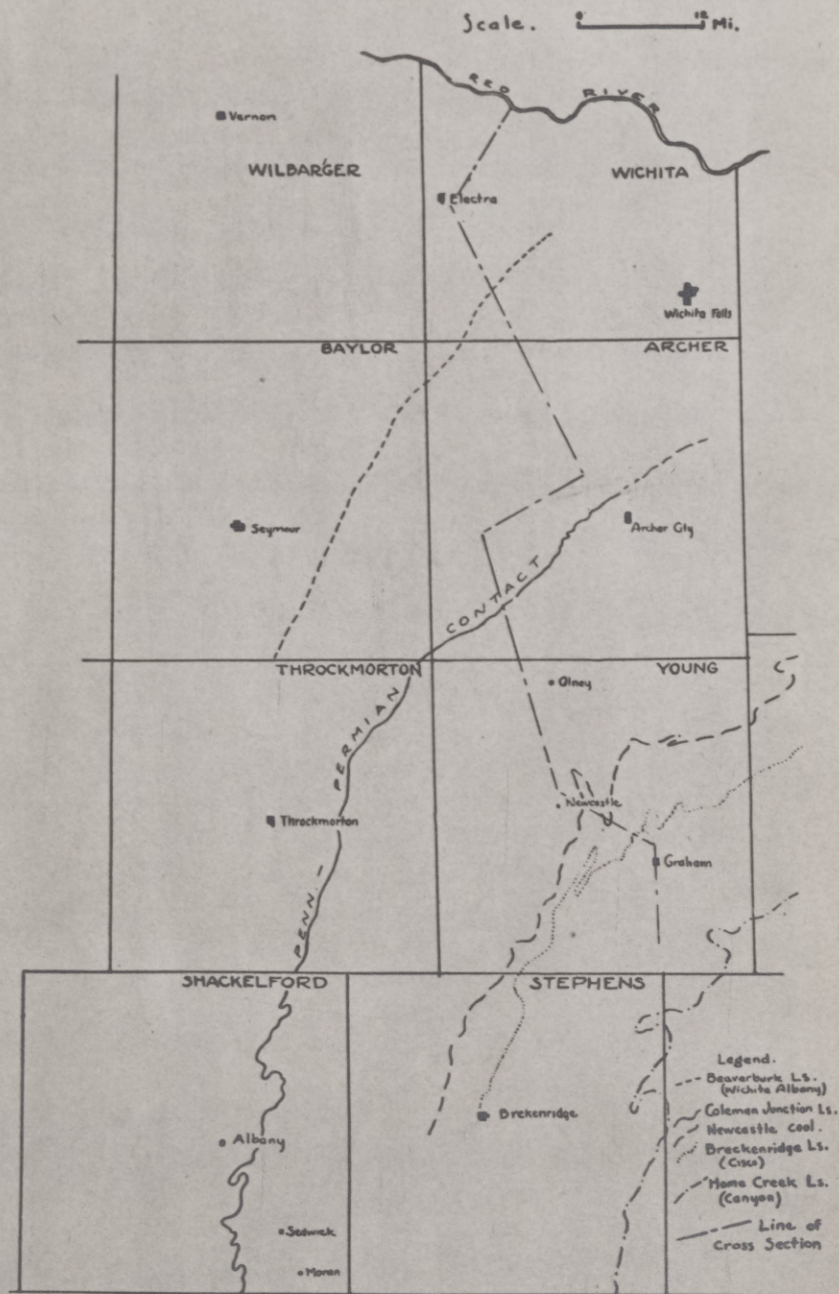 Scale. 0 12 Mi.
RED RIVER
Vernon
WILBARGER
WICHITA
Electra
Wichita Falls
BAYLOR
ARCHER
Seymour
Archer City
CONTACT
THROCKMORTON
YOUNG
Olney
PERMIAN
Newcastle
Throckmorton
Graham
PENN. –
SHACKELFORD
STEPHENS
Legend.
Beaverburk Ls.
(Wichita Albany)
Coleman Junction Ls.
Newcastle coal.
Breckenridge Ls.
(Cisco)
Home Creek Ls.
(Canyon)
Line of
Cross Section
Brekenridge
Albany
Sedwick
Moran